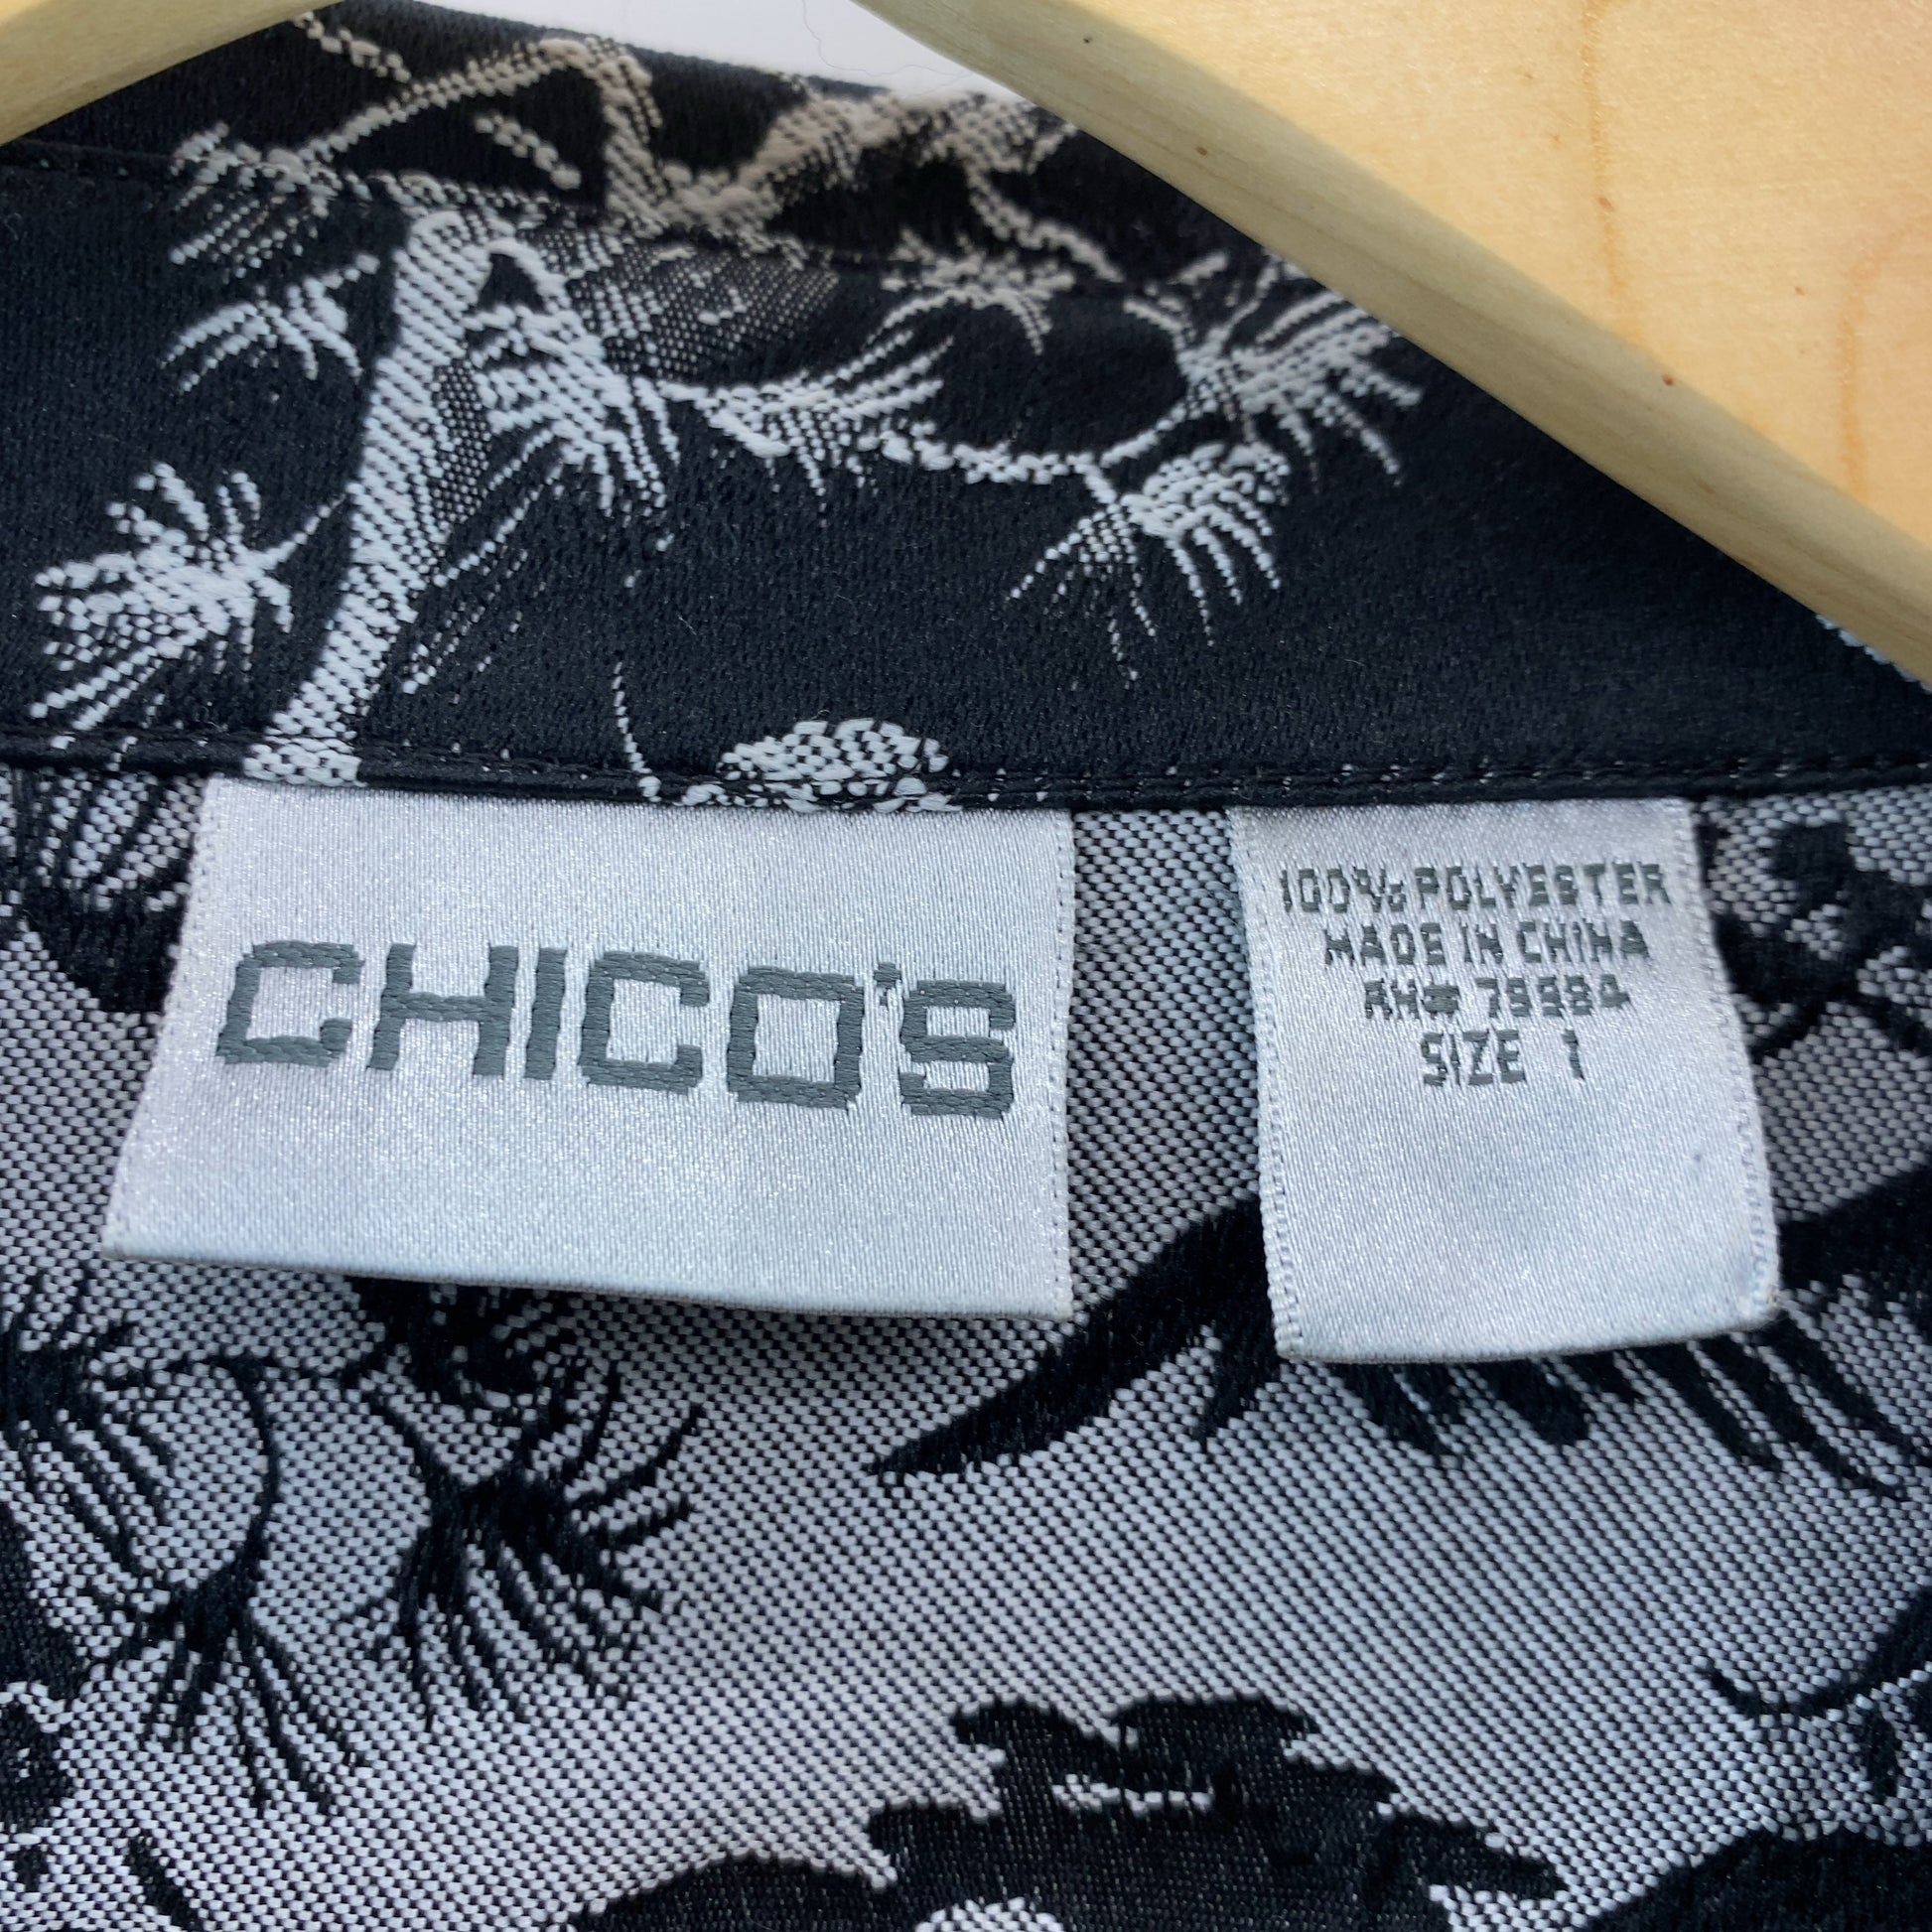 CHICO'S
100% POLYESTER
MADE IN CHINA
RN# 79984
SIZE 1